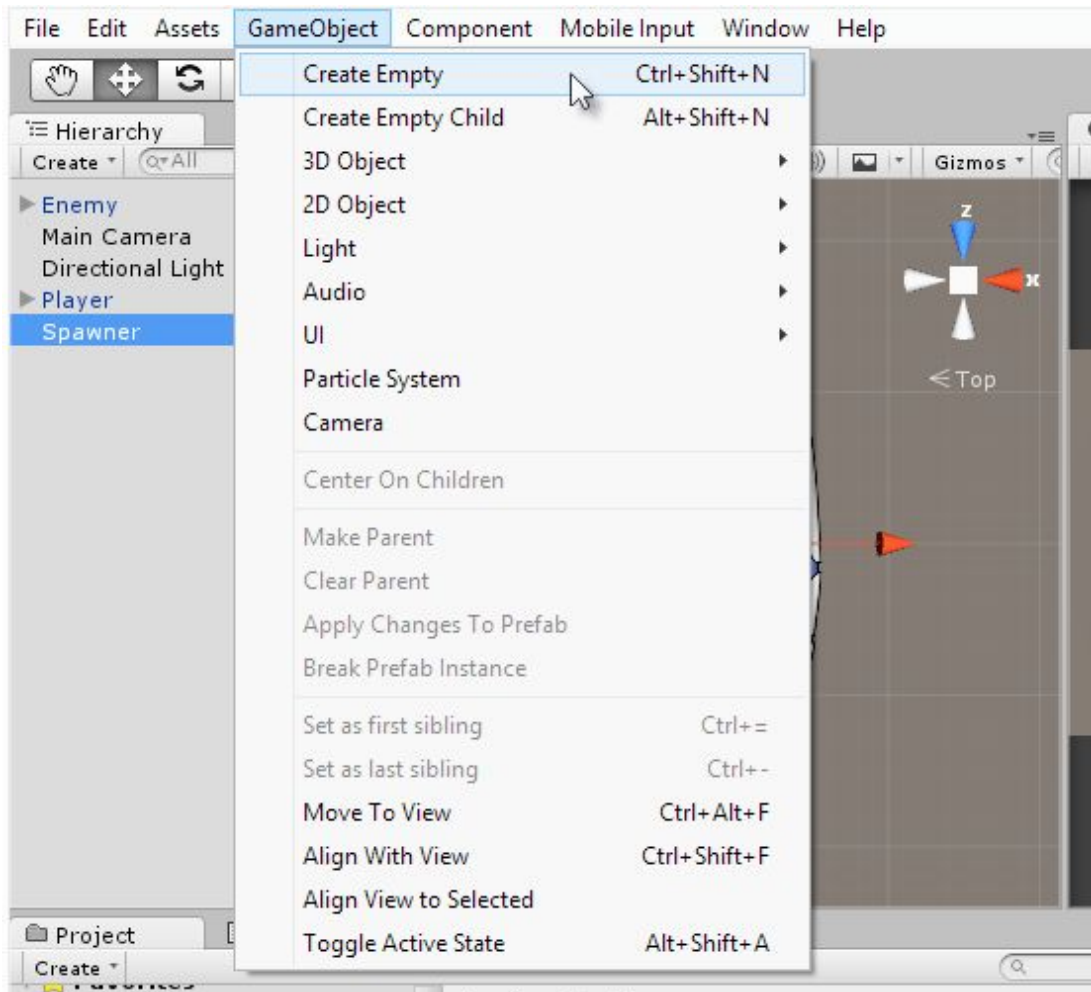 File Edit Assets GameObject Component Mobile Input Window Help
Create Empty Ctrl+Shift+N
Create Empty Child Alt+Shift+N
3D Object
2D Object
Light
Audio
UI
Particle System
Camera
Center On Children
Make Parent
Clear Parent
Apply Changes To Prefab
Break Prefab Instance
Set as first sibling Ctrl+=
Set as last sibling Ctrl+-
Move To View Ctrl+Alt+F
Align With View Ctrl+Shift+F
Align View to Selected
Toggle Active State Alt+Shift+A
Hierarchy
Create All
Enemy
Main Camera
Directional Light
Player
Spawner
Gizmos
z
x
Top
Project
Create